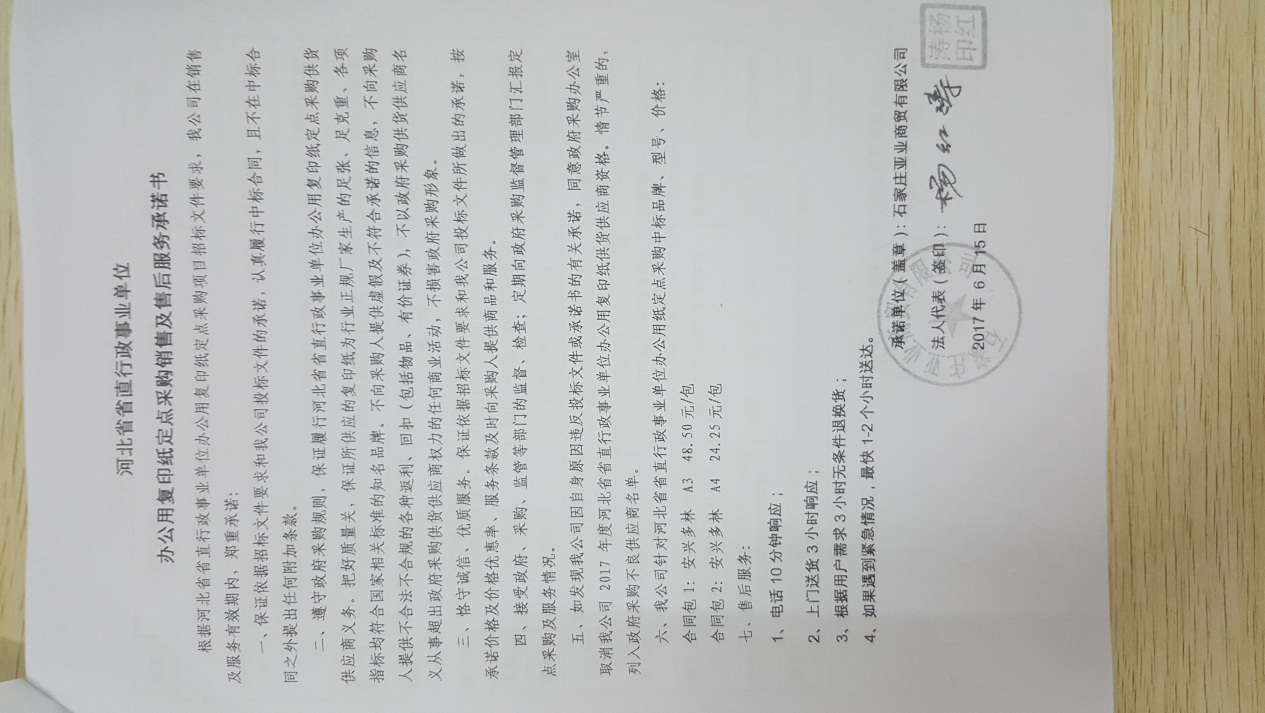 河北省省直行政事业单位
办公用复印纸定点采购销售及售后服务承诺书
根据河北省省直行政事业单位办公用复印纸定点采购项目招标文件要求，我公司在销售
及服务有效期内，郑重承诺：
一、保证依据招标文件要求和我公司投标文件的承诺，认真履行中标合同，且不在中标合
同之外提出任何附加条款。
二、遵守政府采购规则，保证履行河北省省直行政事业单位办公用复印纸定点采购供货
供应商义务。把好质量关，保证所供应的复印纸为行业正规厂家生产的足张、足克重、各项
指标均符合国家相关标准的知名品牌。不向采购人提供虚假及不符合承诺的信息，不向采购
人提供不合法不合规的各种返利、回扣（包括物品、有价证券），不以政府采购供货供应商名
义从事超出政府采购供货供应商权力的任何商业活动，不损害政府采购形象。
三、恪守诚信、优质服务。保证依据招标文件要求和我公司投标文件所做出的承诺，按
承诺价格及价格优惠率、服务条款及时向采购人提供商品和服务。
四、接受政府、采购、监管等部门的监督、检查；定期向政府采购监督管理部门汇报定
点采购及服务情况。
五、如发现我公司因自身原因违反投标文件或承诺书的有关承诺，同意政府采购办公室
取消我公司 2017 年度河北省省直行政事业单位办公用复印纸供货供应商资格。情节严重的，
列入政府采购不良供应商名单。
六、我公司针对河北省省直行政事业单位办公用纸定点采购中标品牌、型号、价格：
合同包 1: 安兴多林 A3 48.50 元/包
合同包 2: 安兴多林 A4 24.25 元/包
七、售后服务：
1、电话 10 分钟响应；
2、上门送货 3 小时响应；
3、根据用户需求 3 小时无条件退换货；
4、如果遇到紧急情况，最快 1-2 个小时送达。
承诺单位（盖章）：石家庄亚业商贸有限公司
法人代表（签印）：杨红涛
杨红涛印
2017 年 6 月 15 日